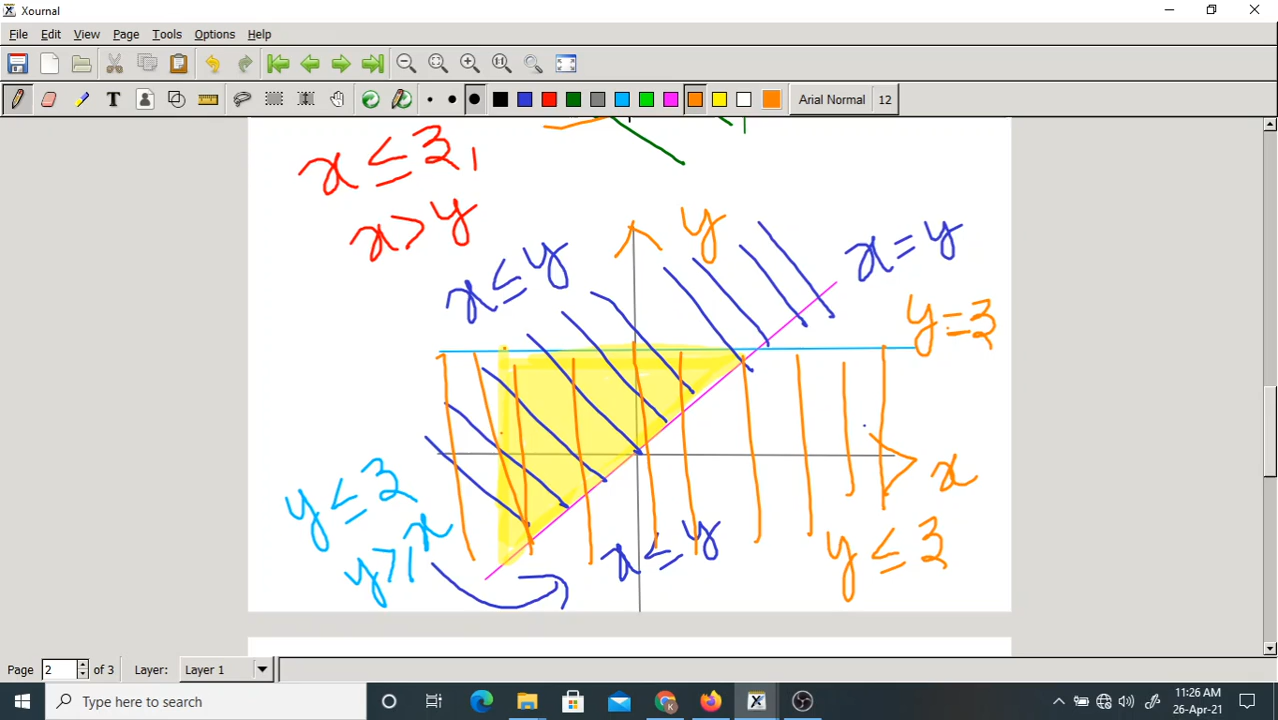 Xournal
File Edit View Page Tools Options Help
Arial Normal 12
x ≤ 3,
x > y
y
x = y
x ≤ y
y = 3
x
y ≤ 3
y ≥ x
x ≤ y
y ≤ 3
Page 2 of 3 Layer: Layer 1
Type here to search
11:26 AM
26-Apr-21